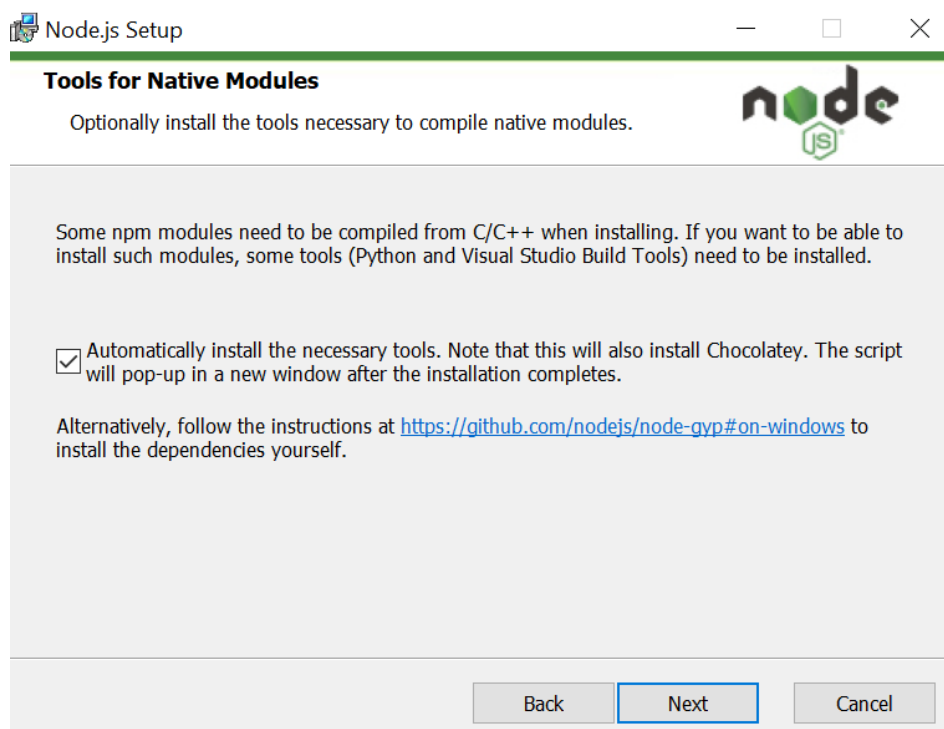 Node.js Setup
Tools for Native Modules
Optionally install the tools necessary to compile native modules.
node
JS
Some npm modules need to be compiled from C/C++ when installing. If you want to be able to
install such modules, some tools (Python and Visual Studio Build Tools) need to be installed.
Automatically install the necessary tools. Note that this will also install Chocolatey. The script
will pop-up in a new window after the installation completes.
Alternatively, follow the instructions at https://github.com/nodejs/node-gyp#on-windows to
install the dependencies yourself.
Back Next Cancel